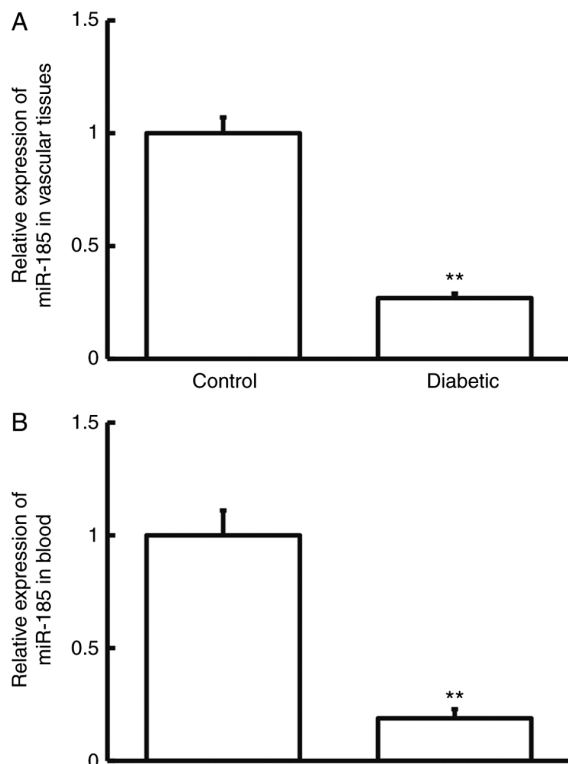 A
Relative expression of
miR-185 in vascular tissues
1.5
1
0.5
0
**
Control
Diabetic
B
Relative expression of
miR-185 in blood
1.5
1
0.5
0
**